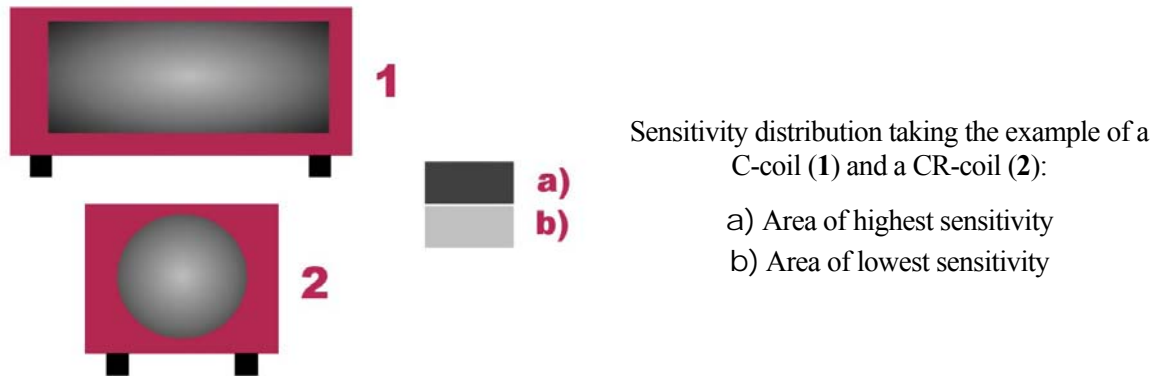 1
2
a)
b)
Sensitivity distribution taking the example of a
C-coil (1) and a CR-coil (2):
a) Area of highest sensitivity
b) Area of lowest sensitivity